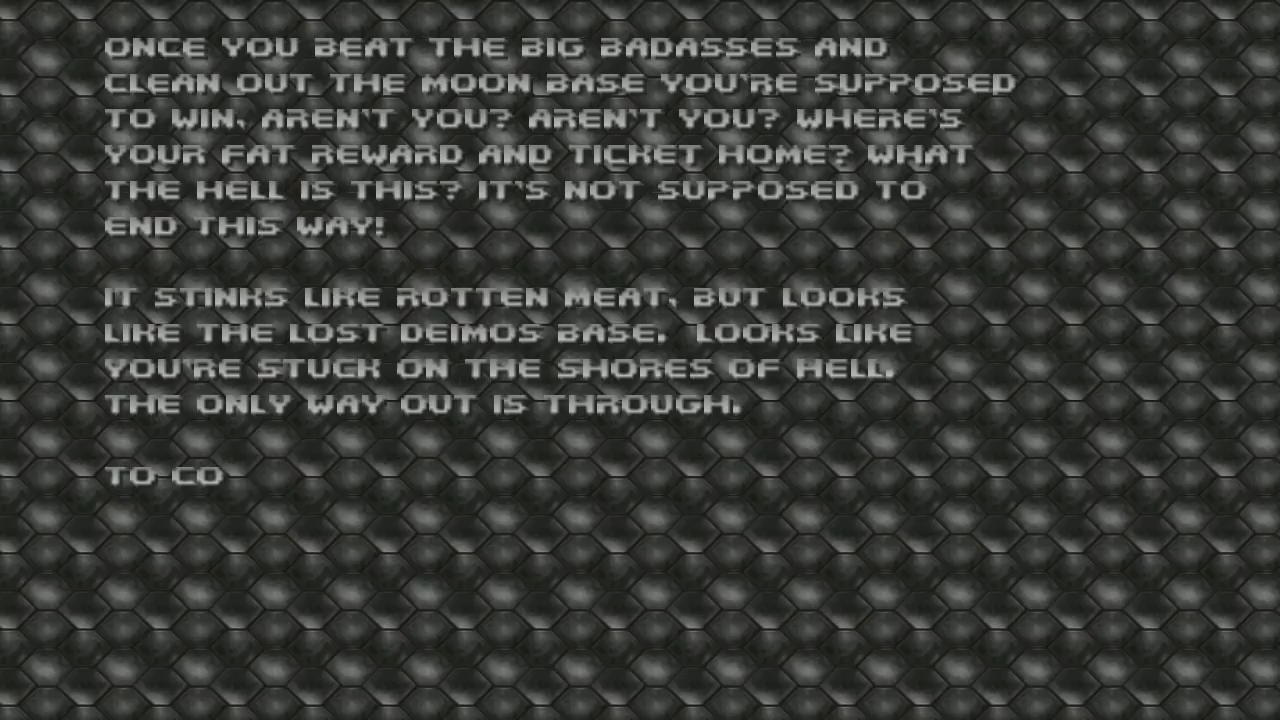 ONCE YOU BEAT THE BIG BADASSES AND
CLEAN OUT THE MOON BASE YOU'RE SUPPOSED
TO WIN, AREN'T YOU? AREN'T YOU? WHERE'S
YOUR FAT REWARD AND TICKET HOME? WHAT
THE HELL IS THIS? IT'S NOT SUPPOSED TO
END THIS WAY!
IT STINKS LIKE ROTTEN MEAT, BUT LOOKS
LIKE THE LOST DEIMOS BASE.  LOOKS LIKE
YOU'RE STUCK ON THE SHORES OF HELL.
THE ONLY WAY OUT IS THROUGH.
TO CO